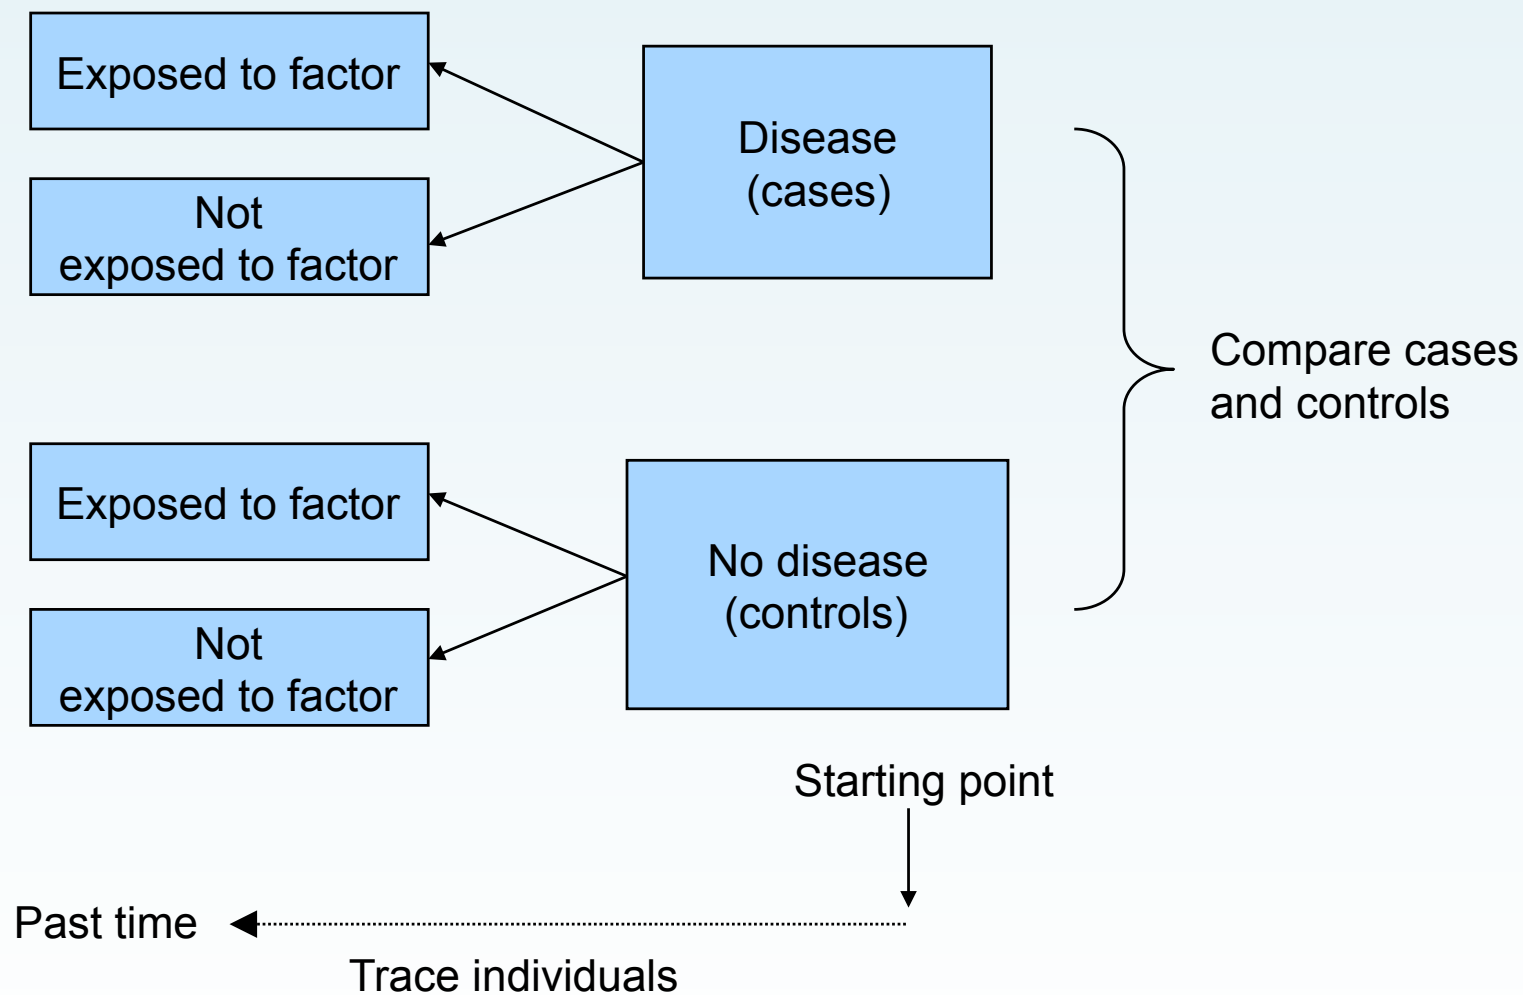 Exposed to factor
Not
exposed to factor
Disease
(cases)
Compare cases
and controls
Exposed to factor
Not
exposed to factor
No disease
(controls)
Starting point
Past time
Trace individuals